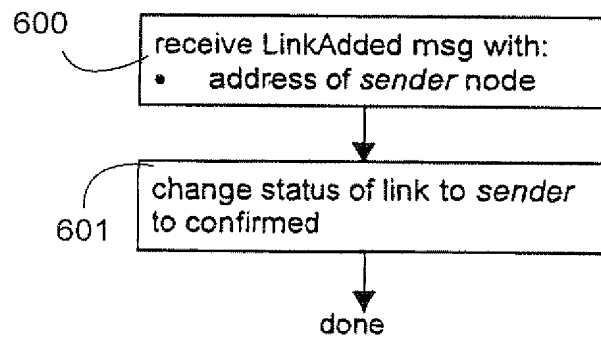 600
receive LinkAdded msg with:
• address of sender node
601
change status of link to sender
to confirmed
done